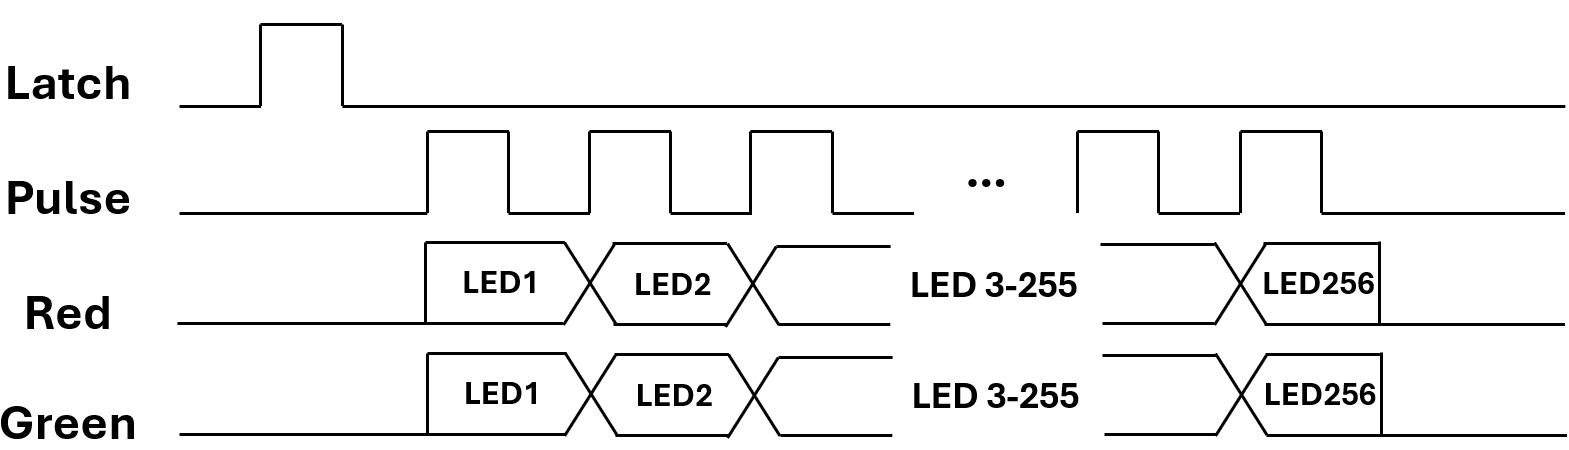 Latch
Pulse
...
Red
LED1
LED2
LED 3-255
LED256
Green
LED1
LED2
LED 3-255
LED256